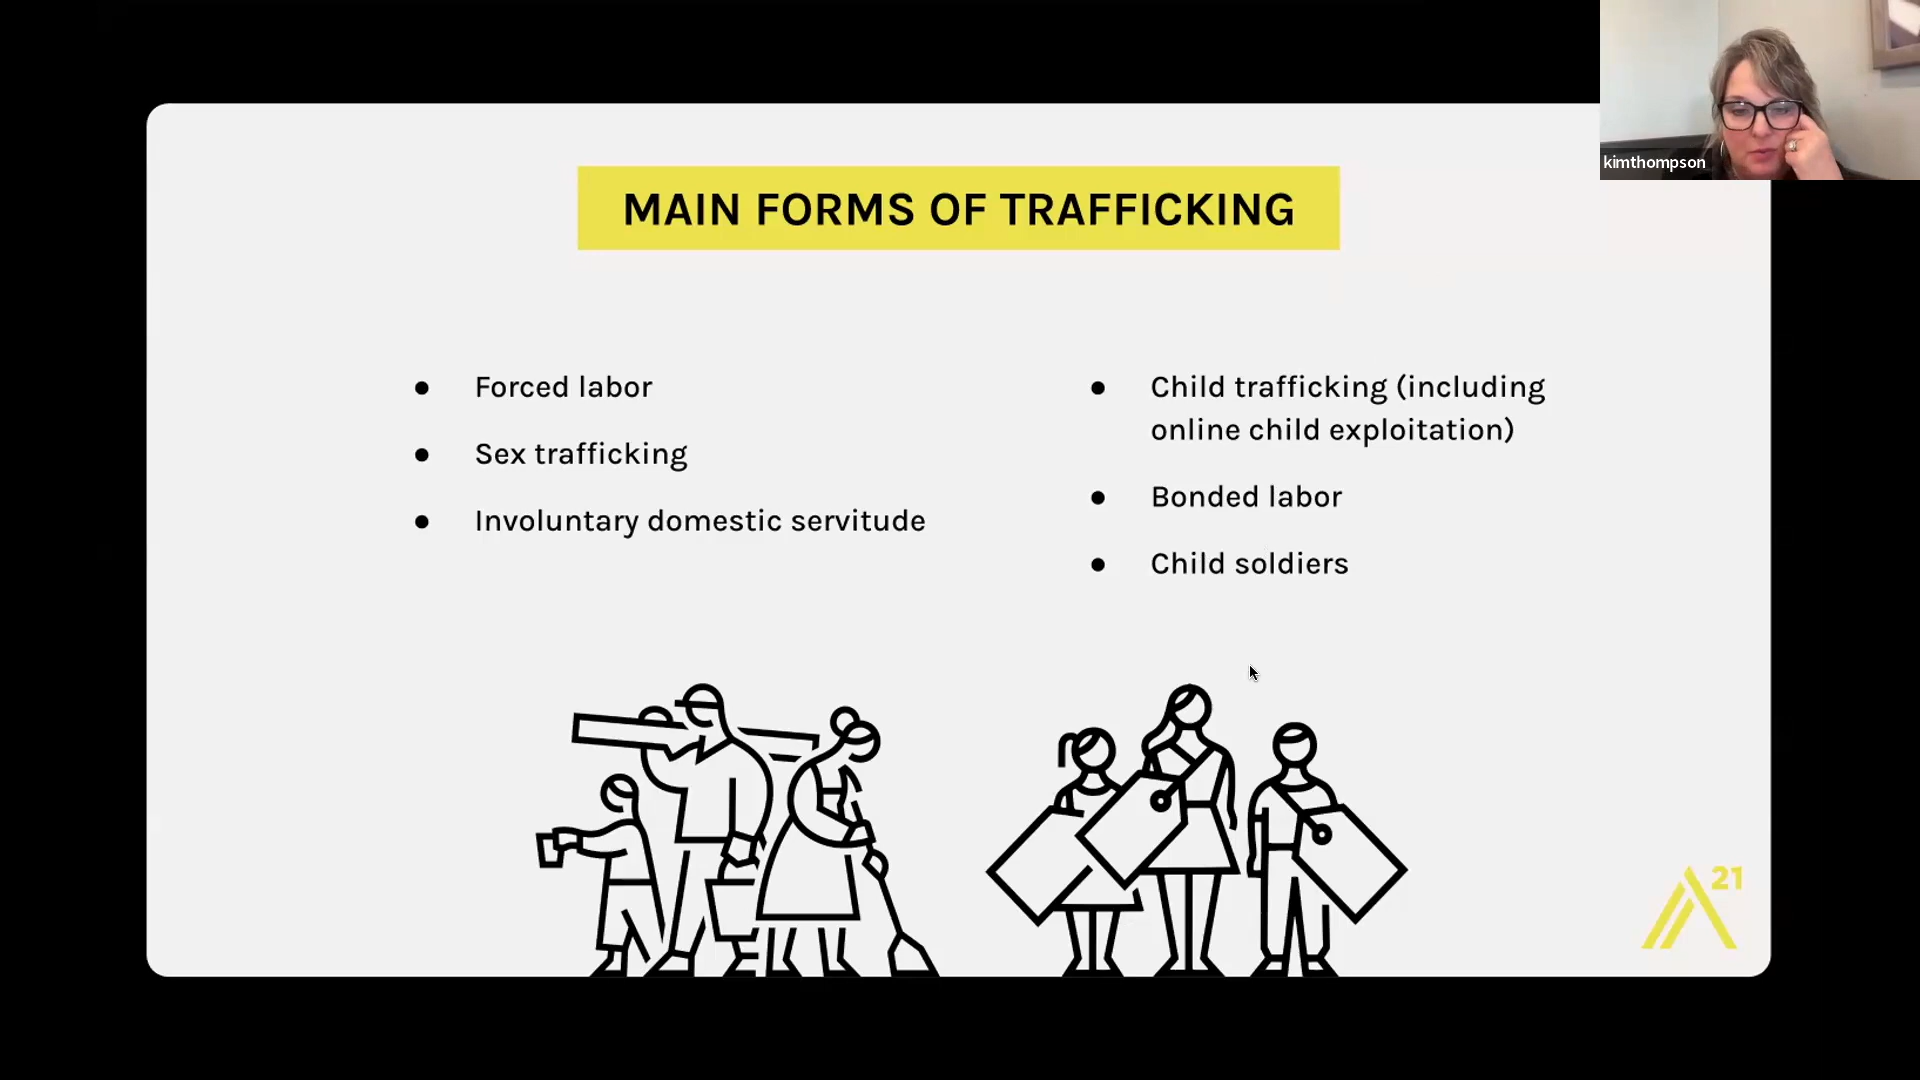 kimthompson
MAIN FORMS OF TRAFFICKING
● Forced labor
● Sex trafficking
● Involuntary domestic servitude
● Child trafficking (including
online child exploitation)
● Bonded labor
● Child soldiers
21